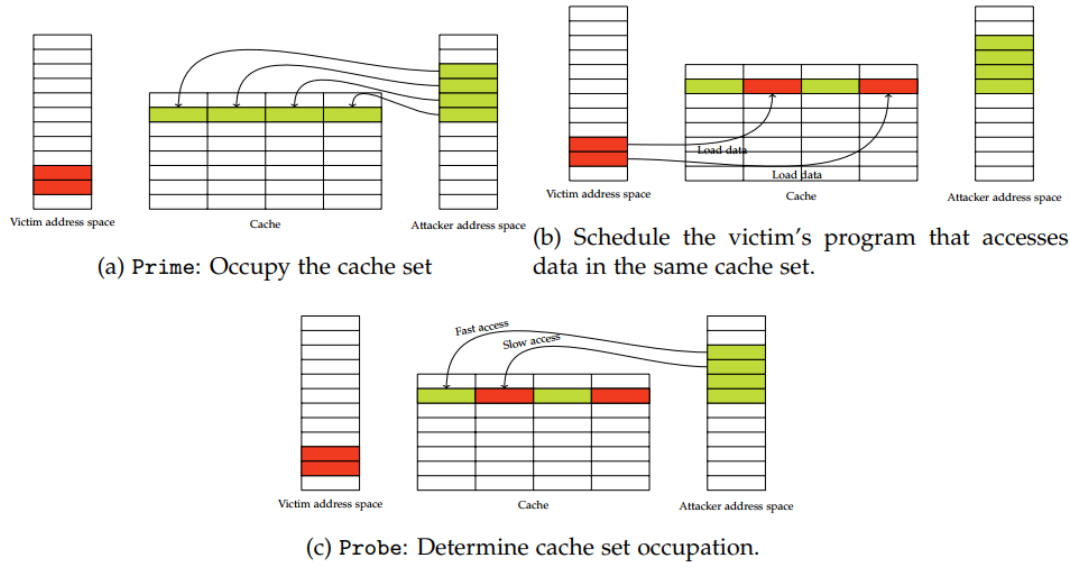 Victim address space
Cache
Attacker address space
(a) Prime: Occupy the cache set
Load data
Load data
Victim address space
Cache
Attacker address space
(b) Schedule the victim's program that accesses
data in the same cache set.
Fast access
Slow access
Victim address space
Cache
Attacker address space
(c) Probe: Determine cache set occupation.